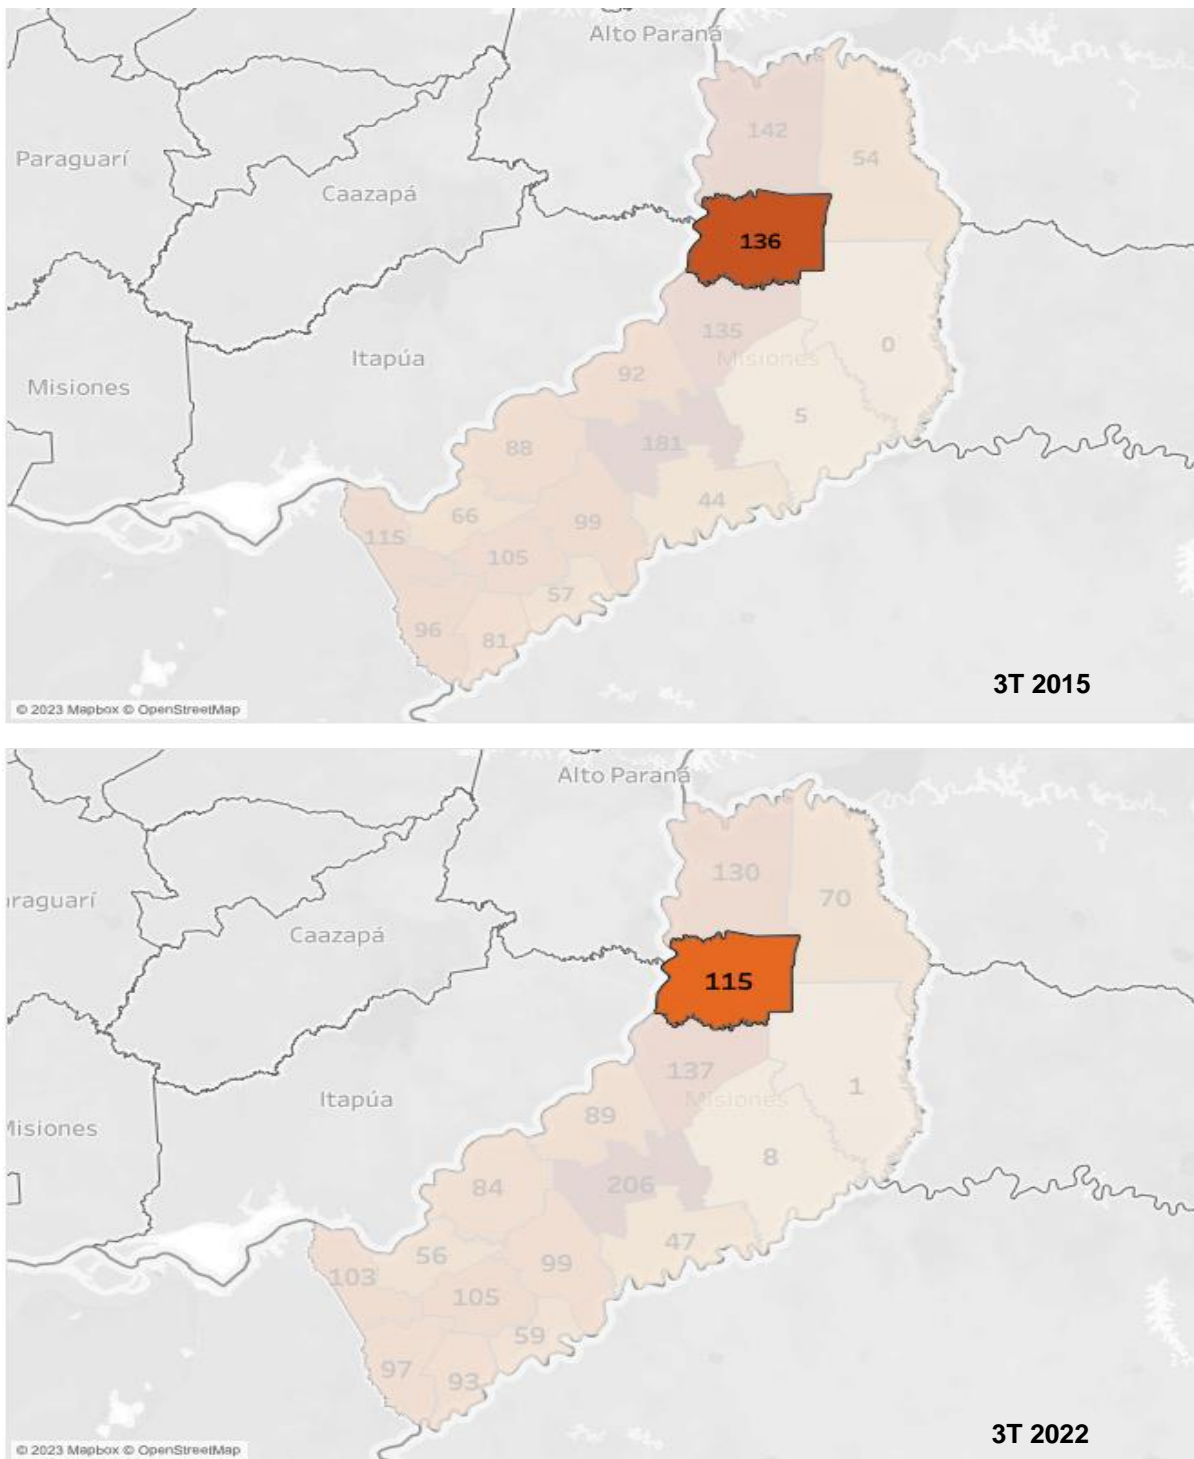 Alto Paraná
142
54
Paraguarí
Caazapá
136
135
0
Misiones
Itapúa
92
Misiones
5
88
181
44
66
99
115
105
57
96
81
3T 2015
© 2023 Mapbox © OpenStreetMap
Alto Paraná
130
70
raguarí
Caazapá
115
137
1
Misiones
Itapúa
89
Misiones
8
84
206
47
56
99
103
105
59
97
93
3T 2022
© 2023 Mapbox © OpenStreetMap